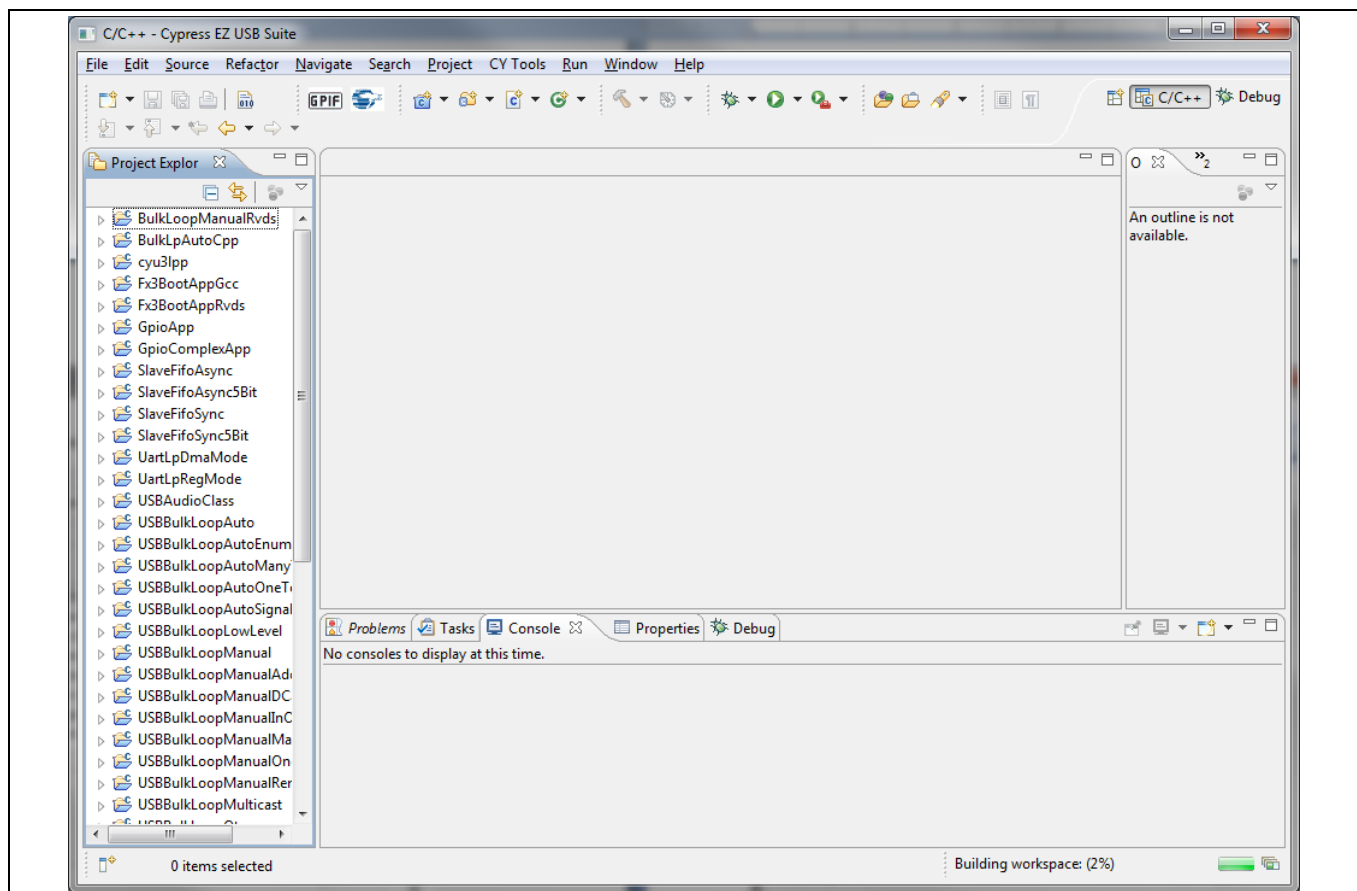 C/C++ - Cypress EZ USB Suite
File Edit Source Refactor Navigate Search Project CY Tools Run Window Help
010 GPIF C/C++ Debug
Project Explor O »2
An outline is not
available.
BulkLoopManualRvds
BulkLpAutoCpp
cyu3lpp
Fx3BootAppGcc
Fx3BootAppRvds
GpioApp
GpioComplexApp
SlaveFifoAsync
SlaveFifoAsync5Bit
SlaveFifoSync
SlaveFifoSync5Bit
UartLpDmaMode
UartLpRegMode
USBAudioClass
USBBulkLoopAuto
USBBulkLoopAutoEnum
USBBulkLoopAutoMany
USBBulkLoopAutoOneT
USBBulkLoopAutoSignal
USBBulkLoopLowLevel
USBBulkLoopManual
USBBulkLoopManualAd
USBBulkLoopManualDC
USBBulkLoopManualInC
USBBulkLoopManualMa
USBBulkLoopManualOn
USBBulkLoopManualRer
USBBulkLoopMulticast
Problems Tasks Console Properties Debug
No consoles to display at this time.
0 items selected Building workspace: (2%)